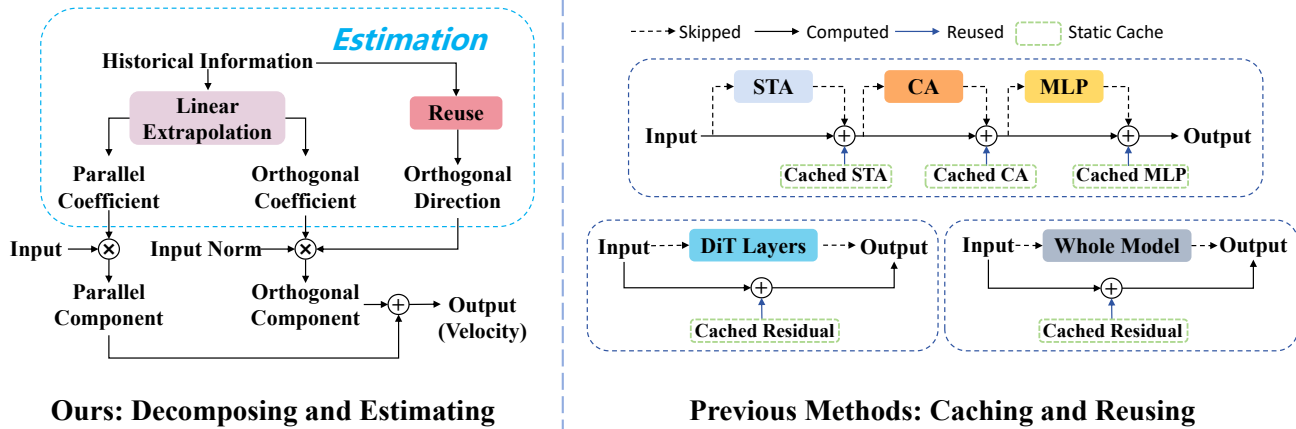 Estimation
Historical Information
Linear
Extrapolation
Reuse
Parallel
Coefficient
Orthogonal
Coefficient
Orthogonal
Direction
Input
Input Norm
Parallel
Component
Orthogonal
Component
Output
(Velocity)
Ours: Decomposing and Estimating
Skipped
Computed
Reused
Static Cache
STA
CA
MLP
Input
Output
Cached STA
Cached CA
Cached MLP
Input
DiT Layers
Output
Cached Residual
Input
Whole Model
Output
Cached Residual
Previous Methods: Caching and Reusing